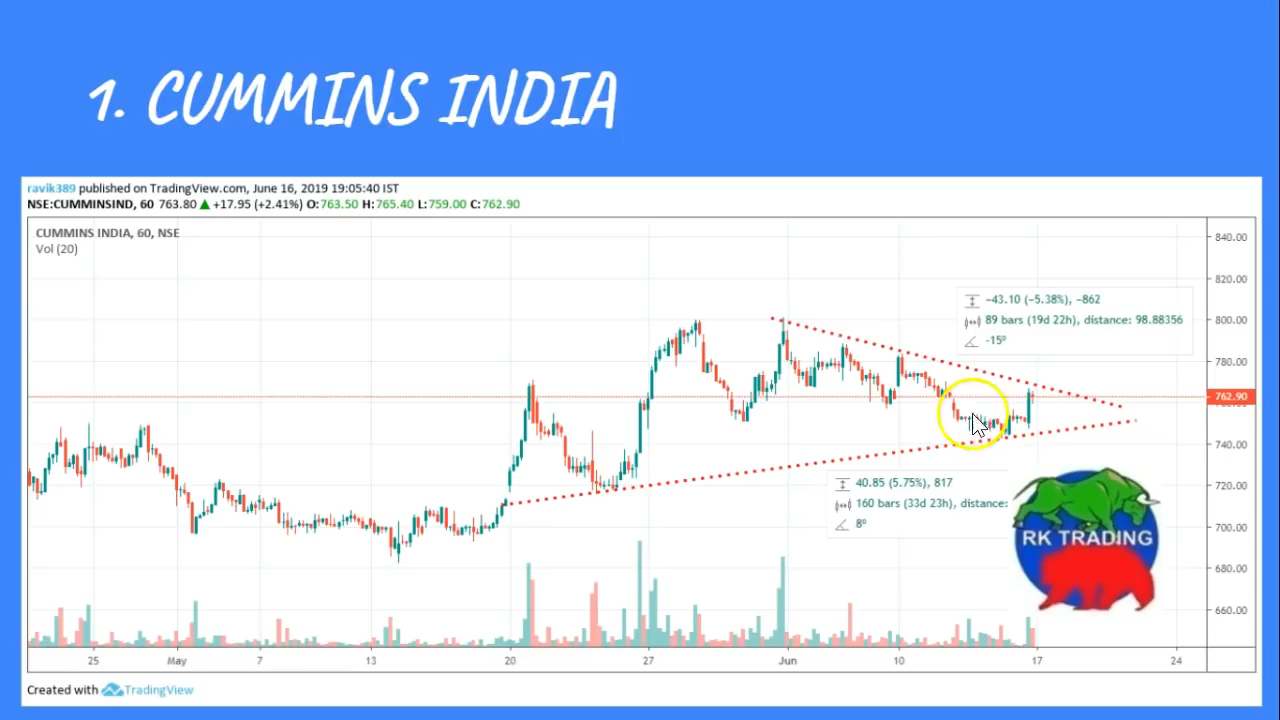 1. CUMMINS INDIA
ravik389 published on TradingView.com, June 16, 2019 19:05:40 IST
NSE:CUMMINSIND, 60 763.80 ▲ +17.95 (+2.41%) O:763.50 H:765.40 L:759.00 C:762.90
CUMMINS INDIA, 60, NSE
Vol (20)
840.00
820.00
−43.10 (−5.38%), −862
800.00
89 bars (19d 22h), distance: 98.88356
-15º
780.00
762.90
740.00
40.85 (5.75%), 817
720.00
160 bars (33d 23h), distance:
8º
700.00
RK TRADING
680.00
660.00
25 May 7 13 20 27 Jun 10 17 24
Created with TradingView